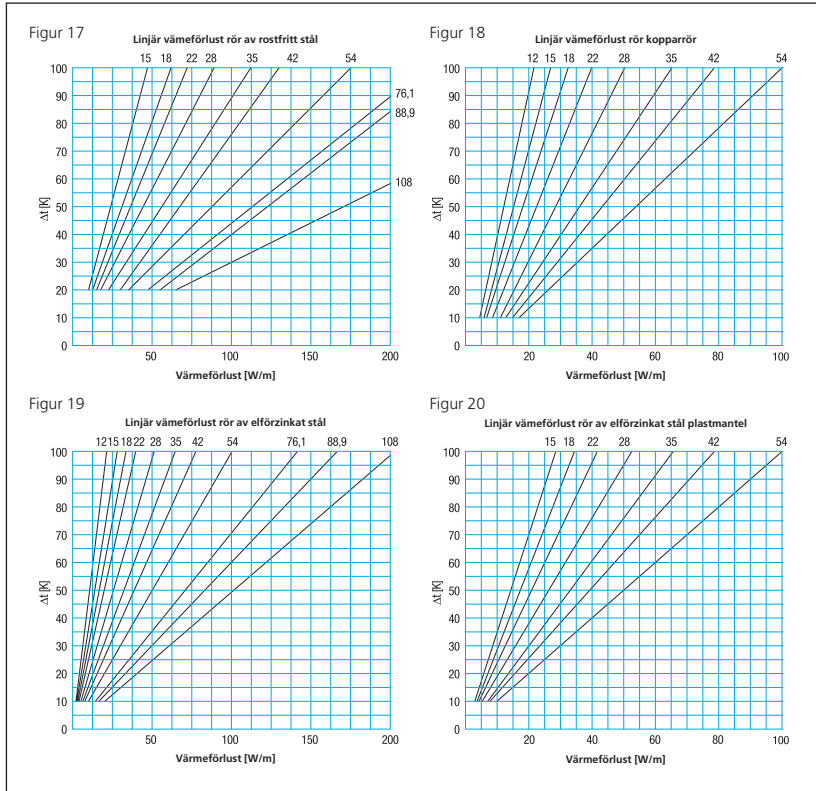 Figur 17
Linjär vämeförlust rör av rostfritt stål
15 18 22 28 35 42 54
100
90
80
70
60
50
40
30
20
10
0
Δt [K]
76,1
88,9
108
50 100 150 200
Värmeförlust [W/m]
Figur 18
Linjär vämeförlust rör kopparrör
12 15 18 22 28 35 42 54
100
90
80
70
60
50
40
30
20
10
0
Δt [K]
20 40 60 80 100
Värmeförlust [W/m]
Figur 19
Linjär vämeförlust rör av elförzinkat stål
12 15 18 22 28 35 42 54 76,1 88,9 108
100
90
80
70
60
50
40
30
20
10
0
Δt [K]
50 100 150 200
Värmeförlust [W/m]
Figur 20
Linjär vämeförlust rör av elförzinkat stål plastmantel
15 18 22 28 35 42 54
100
90
80
70
60
50
40
30
20
10
0
Δt [K]
20 40 60 80 100
Värmeförlust [W/m]